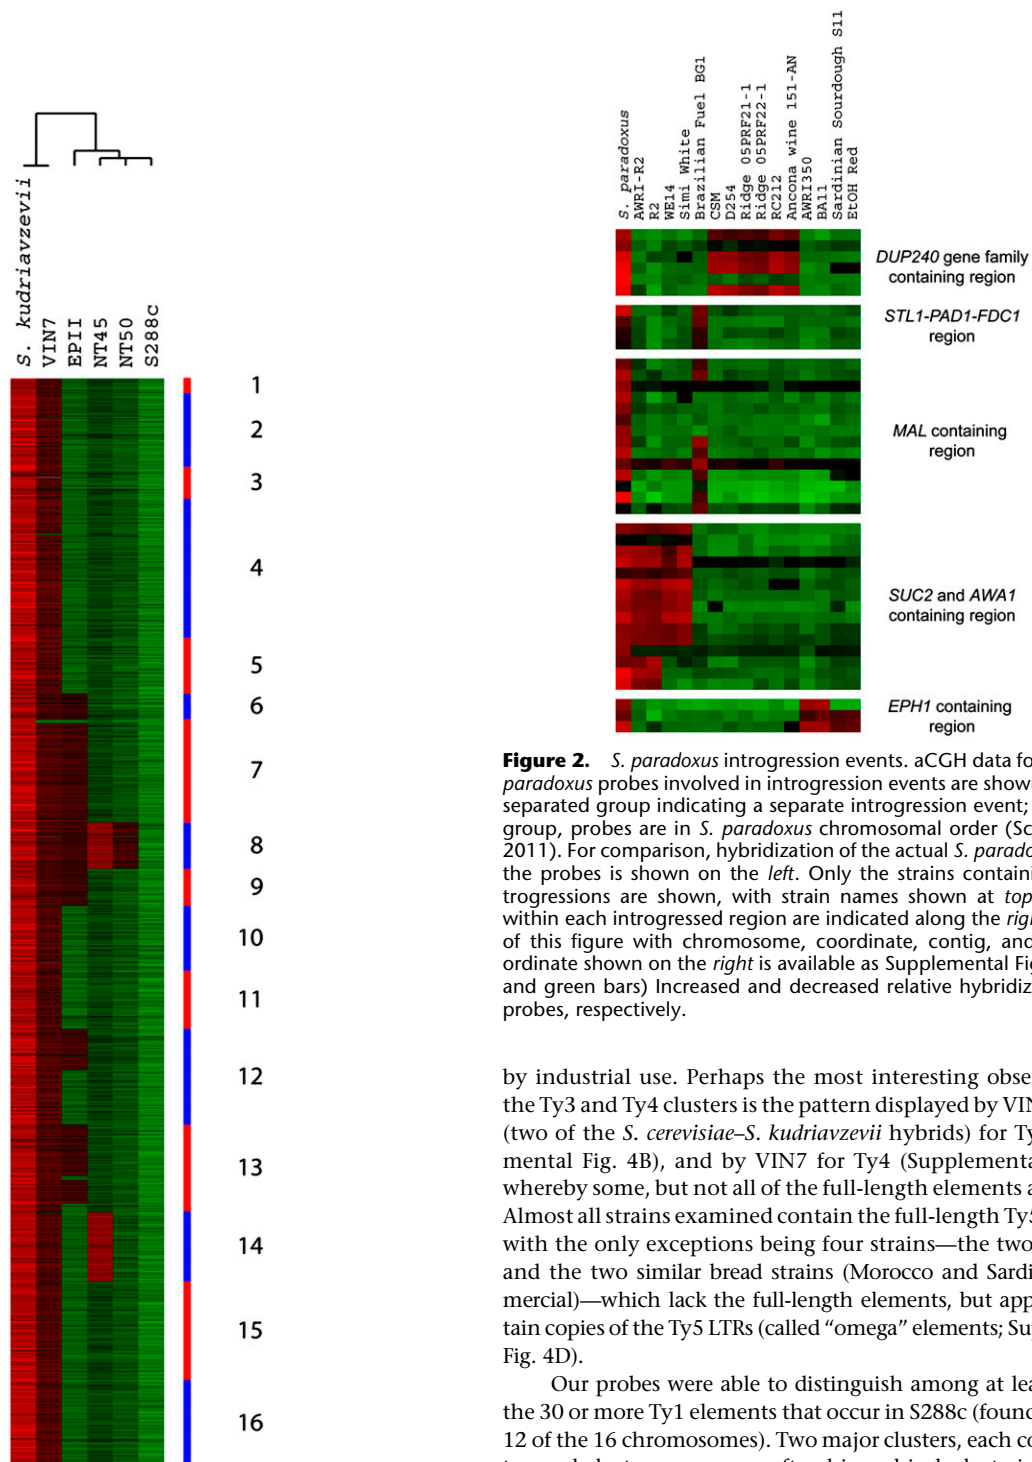 S. kudriavzevii
VIN7
EPII
NT45
NT50
S288c
1
2
3
4
5
6
7
8
9
10
11
12
13
14
15
16
S. paradoxus
AWRI-R2
R2
WE14
Simi White
Brazilian Fuel BG1
CSM
D254
Ridge 05PRF21-1
Ridge 05PRF22-1
RC212
Ancona wine 151-AN
AWRI350
BA11
Sardinian Sourdough S11
EtOH Red
DUP240 gene family
containing region
STL1-PAD1-FDC1
region
MAL containing
region
SUC2 and AWA1
containing region
EPH1 containing
region
Figure 2. S. paradoxus introgression events. aCGH data fo
paradoxus probes involved in introgression events are shown
separated group indicating a separate introgression event;
group, probes are in S. paradoxus chromosomal order (Sc
2011). For comparison, hybridization of the actual S. parado
the probes is shown on the left. Only the strains containi
trogressions are shown, with strain names shown at top
within each introgressed region are indicated along the righ
of this figure with chromosome, coordinate, contig, and
ordinate shown on the right is available as Supplemental Fig
and green bars) Increased and decreased relative hybridiz
probes, respectively.
by industrial use. Perhaps the most interesting obse
the Ty3 and Ty4 clusters is the pattern displayed by VIN
(two of the S. cerevisiae–S. kudriavzevii hybrids) for Ty
mental Fig. 4B), and by VIN7 for Ty4 (Supplementa
whereby some, but not all of the full-length elements a
Almost all strains examined contain the full-length Ty5
with the only exceptions being four strains—the two
and the two similar bread strains (Morocco and Sardi
mercial)—which lack the full-length elements, but app
tain copies of the Ty5 LTRs (called “omega” elements; Su
Fig. 4D).
Our probes were able to distinguish among at lea
the 30 or more Ty1 elements that occur in S288c (found
12 of the 16 chromosomes). Two major clusters, each co